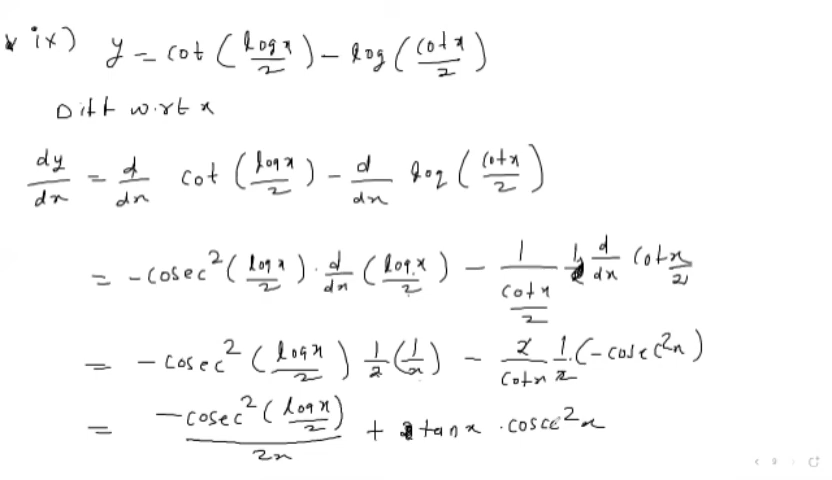 ix) y = cot (log x / 2) - log (cot x / 2)
Diff w.r.t x
dy/dx = d/dx cot (log x / 2) - d/dx log (cot x / 2)
= -cosec²(log x / 2) · d/dx (log x / 2) - 1/(cot x / 2) d/dx cot x / 2
= -cosec² (log x / 2) 1/2 (1/x) - 2/cot x 1/2 · (-cosec²x)
= -cosec² (log x / 2) / 2x + tan x · cosec²x